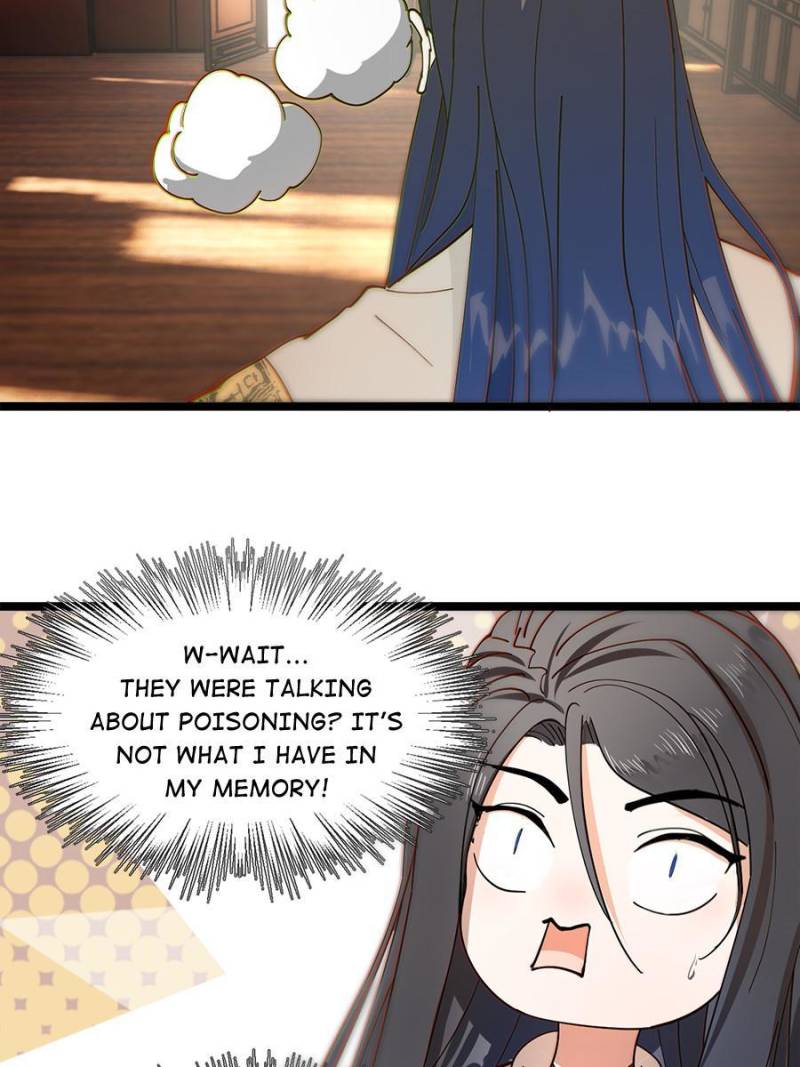 W-WAIT...
THEY WERE TALKING
ABOUT POISONING? IT'S
NOT WHAT I HAVE IN
MY MEMORY!